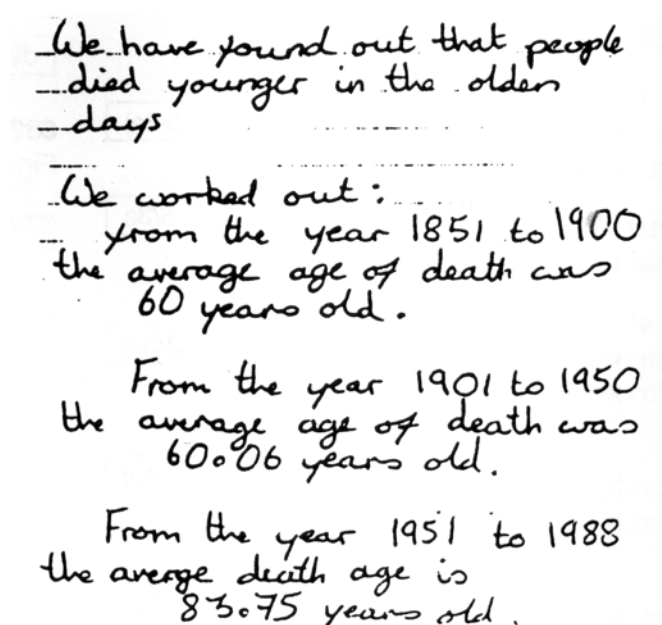 We have found out that people
died younger in the olden
days
We worked out:
from the year 1851 to 1900
the average age of death was
60 years old.
From the year 1901 to 1950
the average age of death was
60.06 years old.
From the year 1951 to 1988
the averge death age is
83.75 years old.